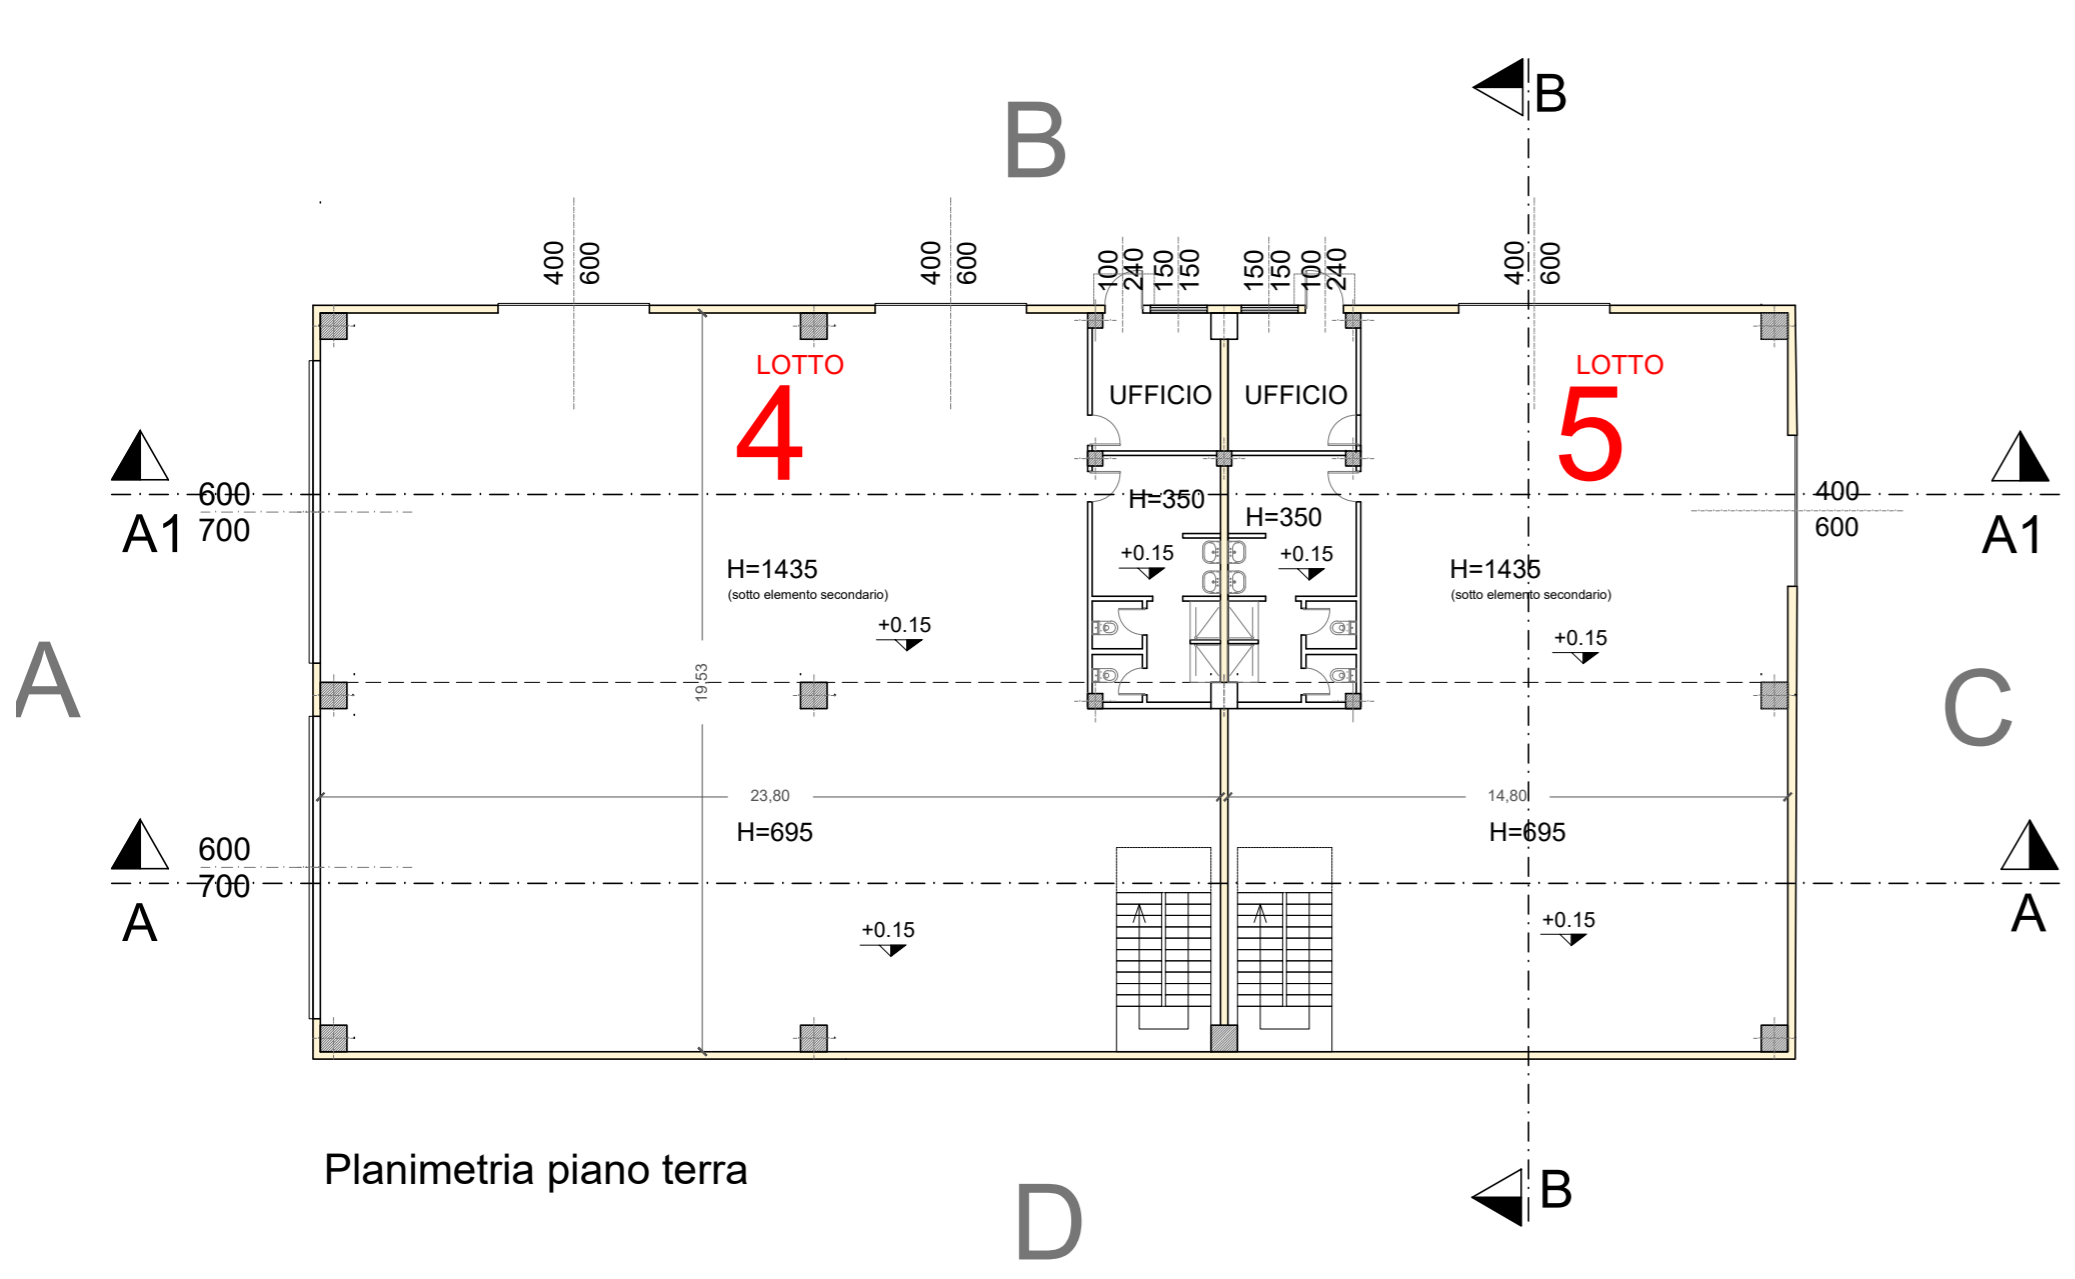 B
B
400
600
400
600
100
240
150
150
150
150
100
240
400
600
LOTTO
4
UFFICIO
UFFICIO
LOTTO
5
600
700
A1
H=350
H=350
400
600
A1
+0.15
+0.15
H=1435
(sotto elemento secondario)
H=1435
(sotto elemento secondario)
+0.15
+0.15
A
19.53
C
23,80
14,80
H=695
H=695
600
700
A
A
+0.15
+0.15
Planimetria piano terra
B
D